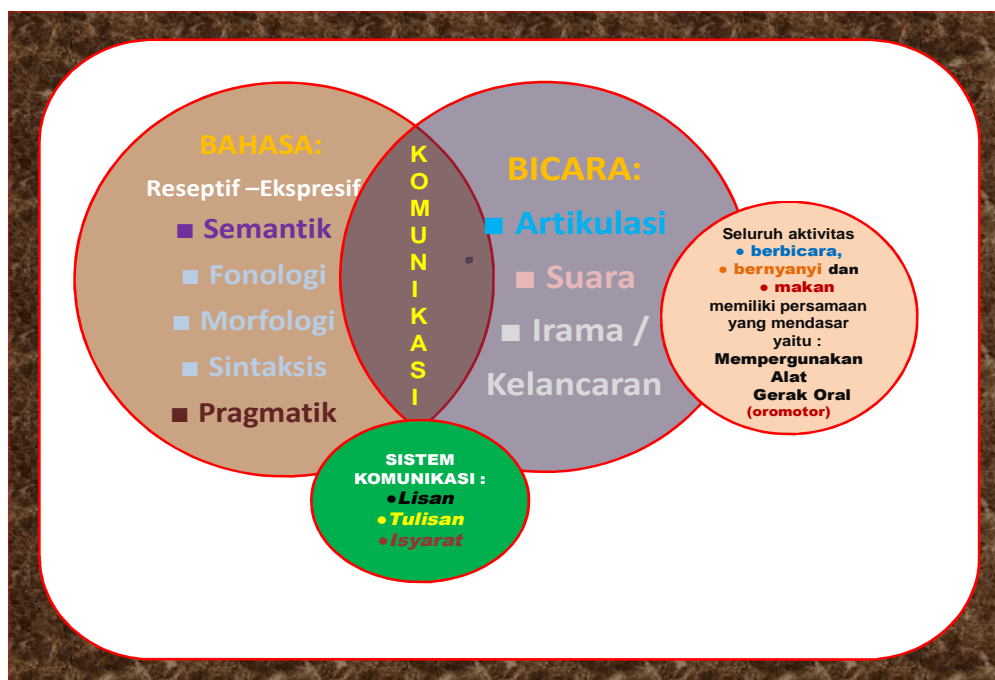 BAHASA:
Reseptif –Ekspresif
■ Semantik
■ Fonologi
■ Morfologi
■ Sintaksis
■ Pragmatik
KOMUNIKASI
BICARA:
■ Artikulasi
■ Suara
■ Irama /
Kelancaran
Seluruh aktivitas
● berbicara,
● bernyanyi dan
● makan
memiliki persamaan
yang mendasar
yaitu :
Mempergunakan
Alat
Gerak Oral
(oromotor)
SISTEM
KOMUNIKASI :
●Lisan
●Tulisan
●Isyarat